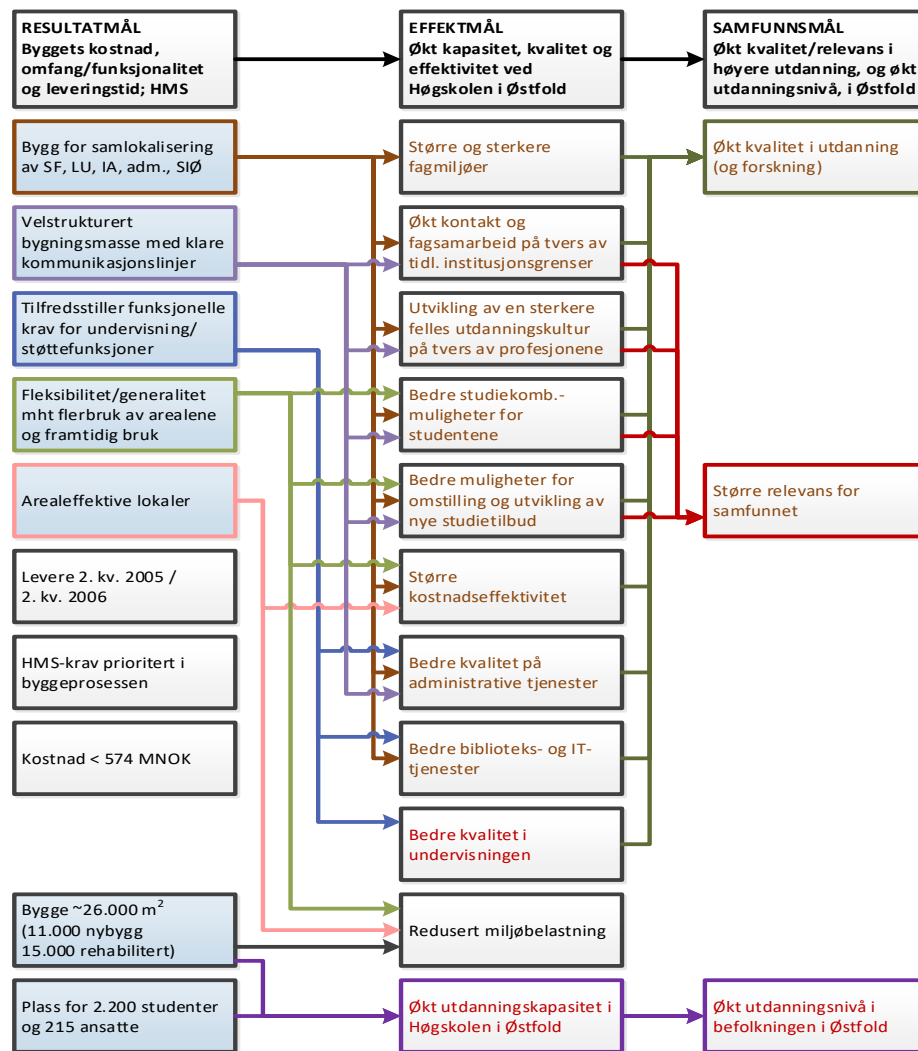 RESULTATMÅL
Byggets kostnad,
omfang/funksjonalitet
og leveringstid; HMS
EFFEKTMÅL
Økt kapasitet, kvalitet og
effektivitet ved
Høgskolen i Østfold
SAMFUNNSMÅL
Økt kvalitet/relevans i
høyere utdanning, og økt
utdanningsnivå, i Østfold
Bygg for samlokalisering
av SF, LU, IA, adm., SIØ
Større og sterkere
fagmiljøer
Økt kvalitet i utdanning
(og forskning)
Velstrukturert
bygningsmasse med klare
kommunikasjonslinjer
Økt kontakt og
fagsamarbeid på tvers av
tidl. institusjonsgrenser
Tilfredsstiller funksjonelle
krav for undervisning/
støttefunksjoner
Utvikling av en sterkere
felles utdanningskultur
på tvers av profesjonene
Fleksibilitet/generalitet
mht flerbruk av arealene
og framtidig bruk
Bedre studiekomb.-
muligheter for
studentene
Arealeffektive lokaler
Bedre muligheter for
omstilling og utvikling av
nye studietilbud
Større relevans for
samfunnet
Levere 2. kv. 2005 /
2. kv. 2006
Større
kostnadseffektivitet
HMS-krav prioritert i
byggeprosessen
Bedre kvalitet på
administrative tjenester
Kostnad < 574 MNOK
Bedre biblioteks- og IT-
tjenester
Bedre kvalitet i
undervisningen
Bygge ~26.000 m²
(11.000 nybygg
15.000 rehabilitert)
Redusert miljøbelastning
Plass for 2.200 studenter
og 215 ansatte
Økt utdanningskapasitet i
Høgskolen i Østfold
Økt utdanningsnivå i
befolkningen i Østfold